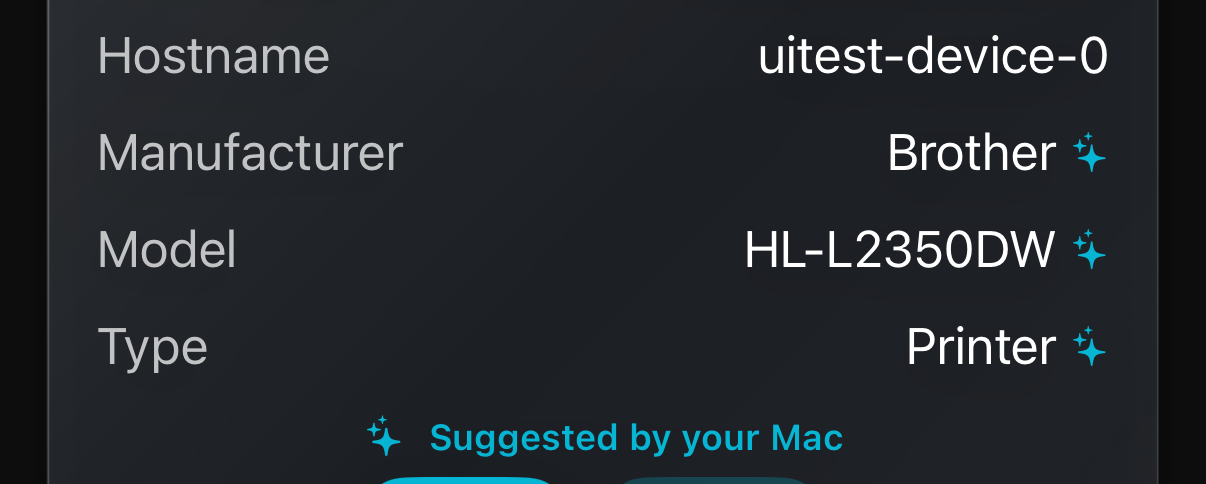 Hostname uitest-device-0
Manufacturer Brother
Model HL-L2350DW
Type Printer
Suggested by your Mac